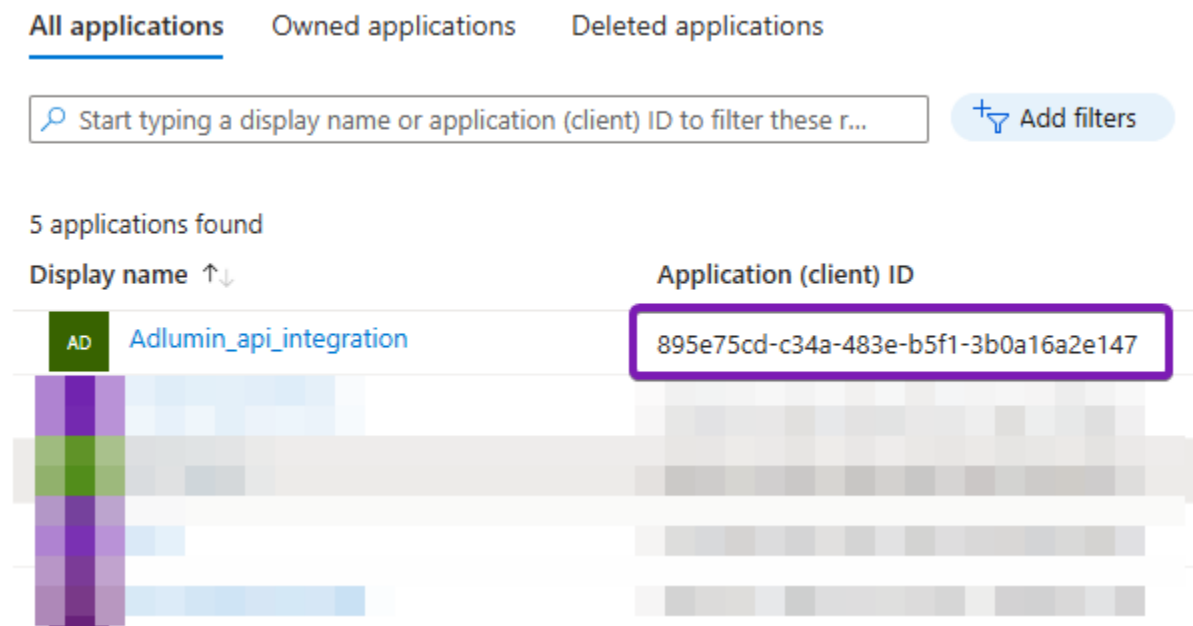 All applications Owned applications Deleted applications
Start typing a display name or application (client) ID to filter these r... Add filters
5 applications found
Display name ↑↓ Application (client) ID
AD Adlumin_api_integration 895e75cd-c34a-483e-b5f1-3b0a16a2e147